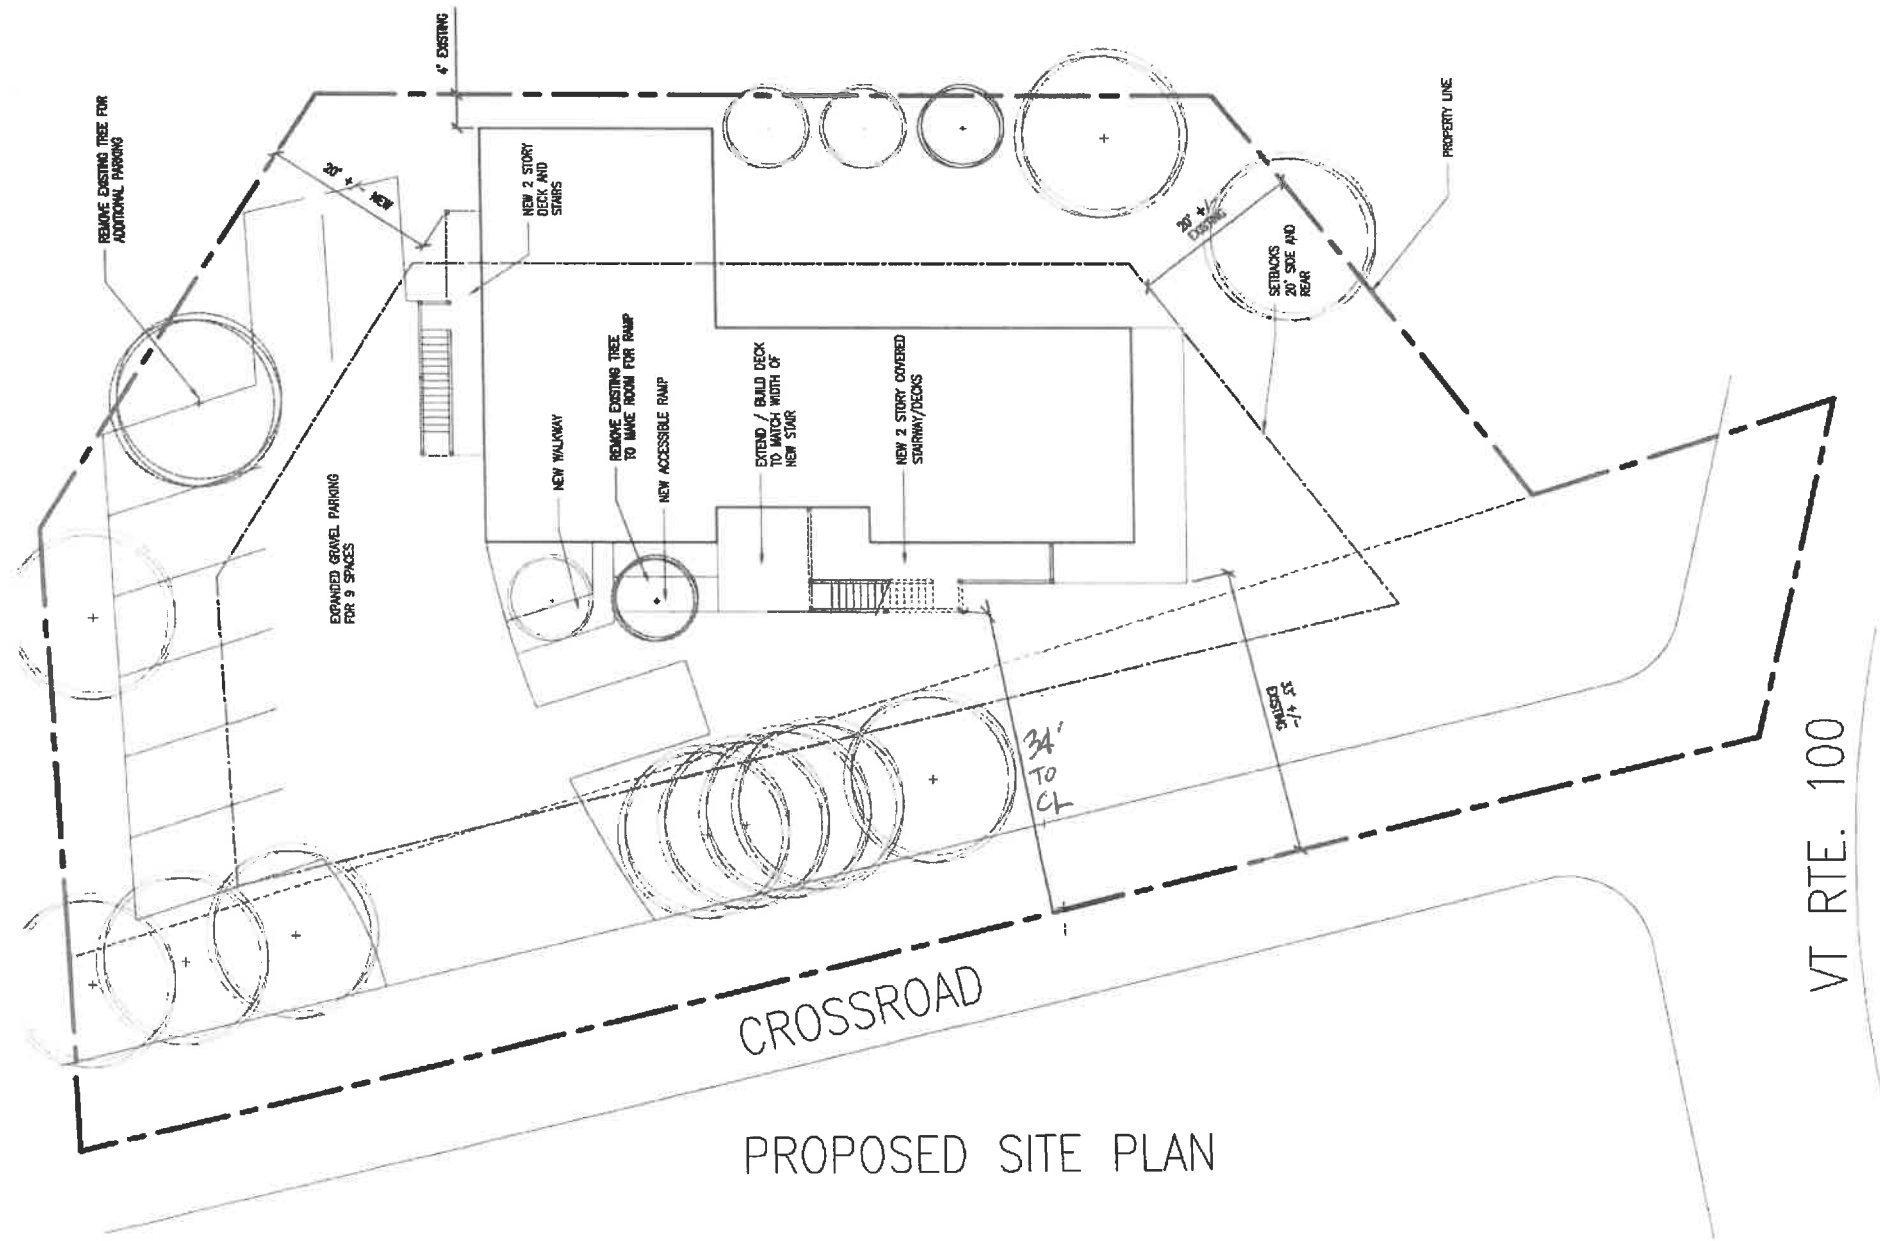 4' EXISTING
REMOVE EXISTING TREE FOR
ADDITIONAL PARKING
20' +/- NEW
NEW 2 STORY
DECK AND
STAIRS
PROPERTY LINE
20' +/-
EXISTING
SETBACKS
20' SIDE AND
REAR
EXPANDED GRAVEL PARKING
FOR 9 SPACES
NEW WALKWAY
REMOVE EXISTING TREE
TO MAKE ROOM FOR RAMP
NEW ACCESSIBLE RAMP
EXTEND / BUILD DECK
TO MATCH WIDTH OF
NEW STAIR
NEW 2 STORY COVERED
STAIRWAY/DECKS
34'
TO
CL
33' +/-
EXISTING
CROSSROAD
VT RTE. 100
PROPOSED SITE PLAN